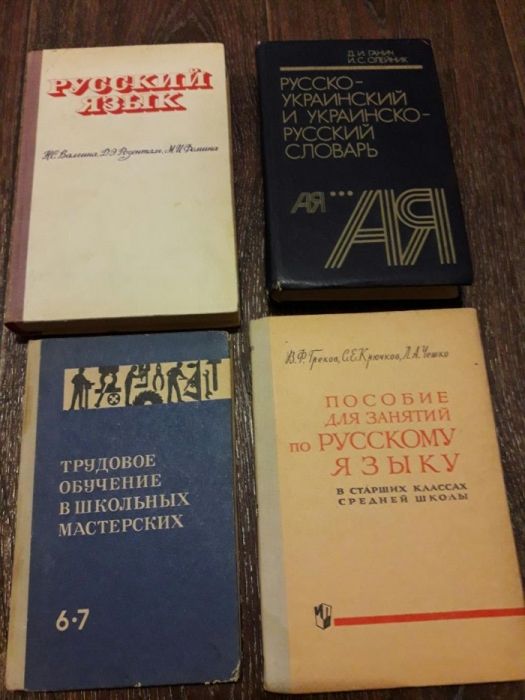 РУССКИЙ
ЯЗЫК
Н.С. Валгина, Д.Э. Розенталь, М.И. Фомина
Д.И. ГАНИЧ
И.С. ОЛЕЙНИК
РУССКО-
УКРАИНСКИЙ
И УКРАИНСКО-
РУССКИЙ
СЛОВАРЬ
АЯ...АЯ
ТРУДОВОЕ
ОБУЧЕНИЕ
В ШКОЛЬНЫХ
МАСТЕРСКИХ
6·7
В.Ф. Греков, С.Е. Крючков, Л.А. Чешко
ПОСОБИЕ
ДЛЯ ЗАНЯТИЙ
ПО РУССКОМУ
ЯЗЫКУ
В СТАРШИХ КЛАССАХ
СРЕДНЕЙ ШКОЛЫ